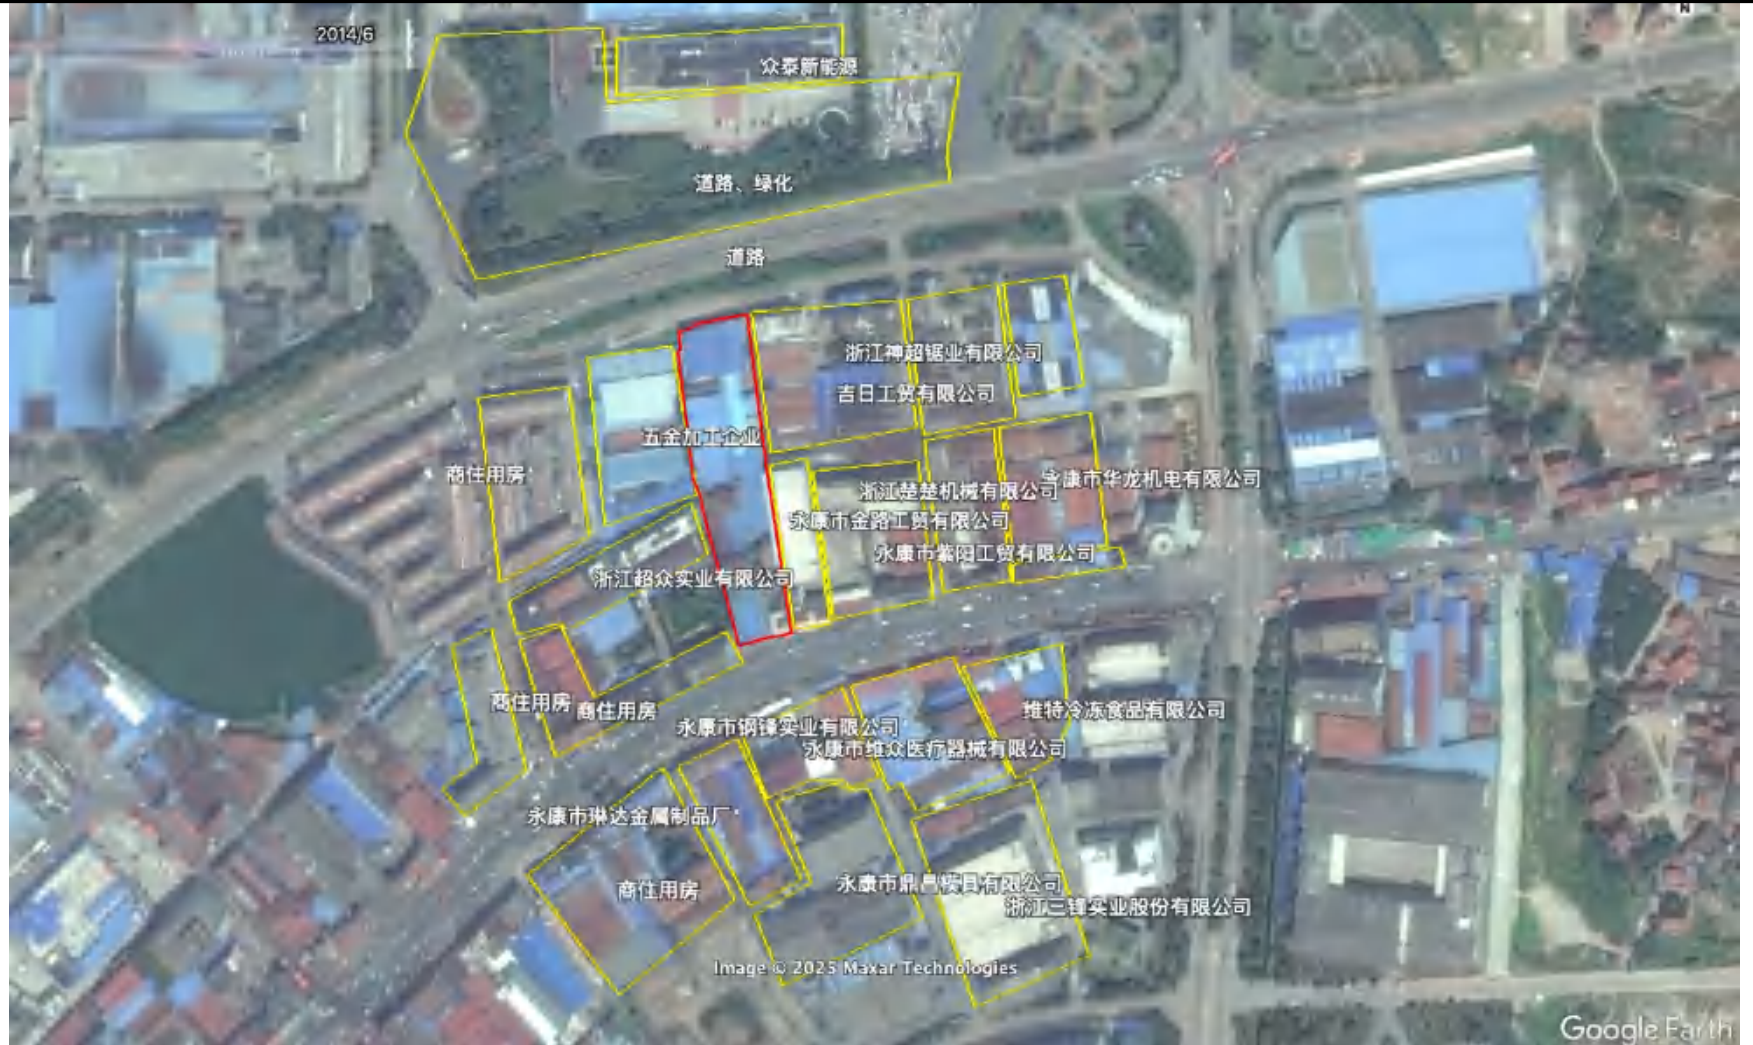 N
2014/6
众泰新能源
道路、绿化
道路
浙江神超锯业有限公司
吉日工贸有限公司
五金加工企业
商住用房
永康市华龙机电有限公司
浙江楚楚机械有限公司
永康市金路工贸有限公司
永康市紫阳工贸有限公司
浙江超众实业有限公司
商住用房
商住用房
维特冷冻食品有限公司
永康市钢锋实业有限公司
永康市维众医疗器械有限公司
永康市琳达金属制品厂
商住用房
永康市鼎昌模具有限公司
浙江三锋实业股份有限公司
Image © 2025 Maxar Technologies
Google Earth